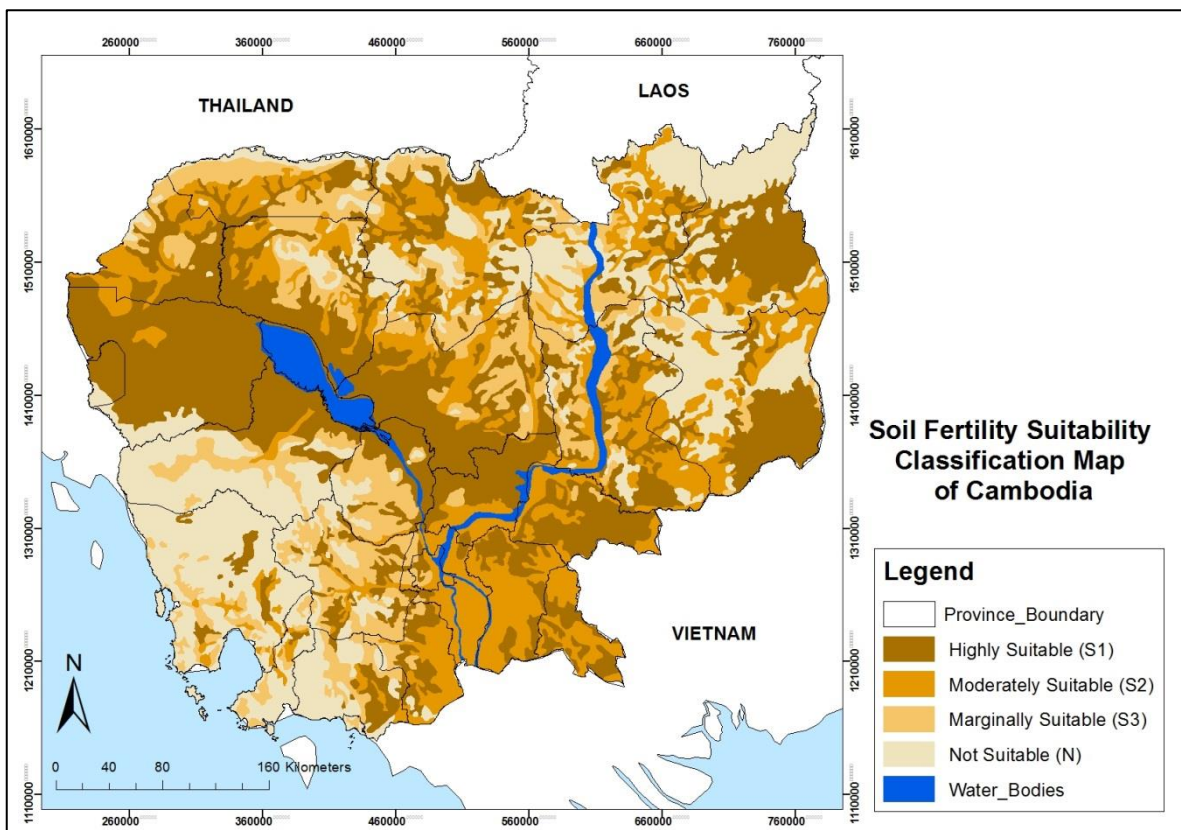 260000 360000 460000 560000 660000 760000
THAILAND
LAOS
VIETNAM
1610000
1510000
1410000
1310000
1210000
1110000
1610000
1510000
1410000
1310000
1210000
1110000
N
0 40 80 160 Kilometers
260000 360000 460000 560000 660000 760000
Soil Fertility Suitability
Classification Map
of Cambodia
Legend
Province_Boundary
Highly Suitable (S1)
Moderately Suitable (S2)
Marginally Suitable (S3)
Not Suitable (N)
Water_Bodies